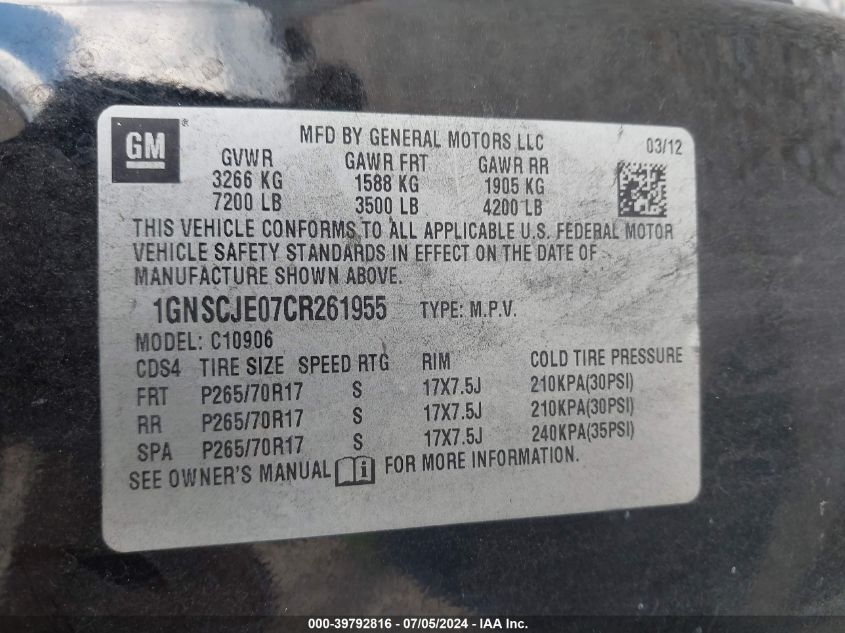 GM ®
MFD BY GENERAL MOTORS LLC
03/12
GVWR GAWR FRT GAWR RR
3266 KG 1588 KG 1905 KG
7200 LB 3500 LB 4200 LB
THIS VEHICLE CONFORMS TO ALL APPLICABLE U.S. FEDERAL MOTOR
VEHICLE SAFETY STANDARDS IN EFFECT ON THE DATE OF
MANUFACTURE SHOWN ABOVE.
1GNSCJE07CR261955 TYPE: M.P.V.
MODEL: C10906
CDS4 TIRE SIZE SPEED RTG RIM COLD TIRE PRESSURE
FRT P265/70R17 S 17X7.5J 210KPA(30PSI)
RR P265/70R17 S 17X7.5J 210KPA(30PSI)
SPA P265/70R17 S 17X7.5J 240KPA(35PSI)
SEE OWNER'S MANUAL i FOR MORE INFORMATION.
000-39792816 - 07/05/2024 - IAA Inc.